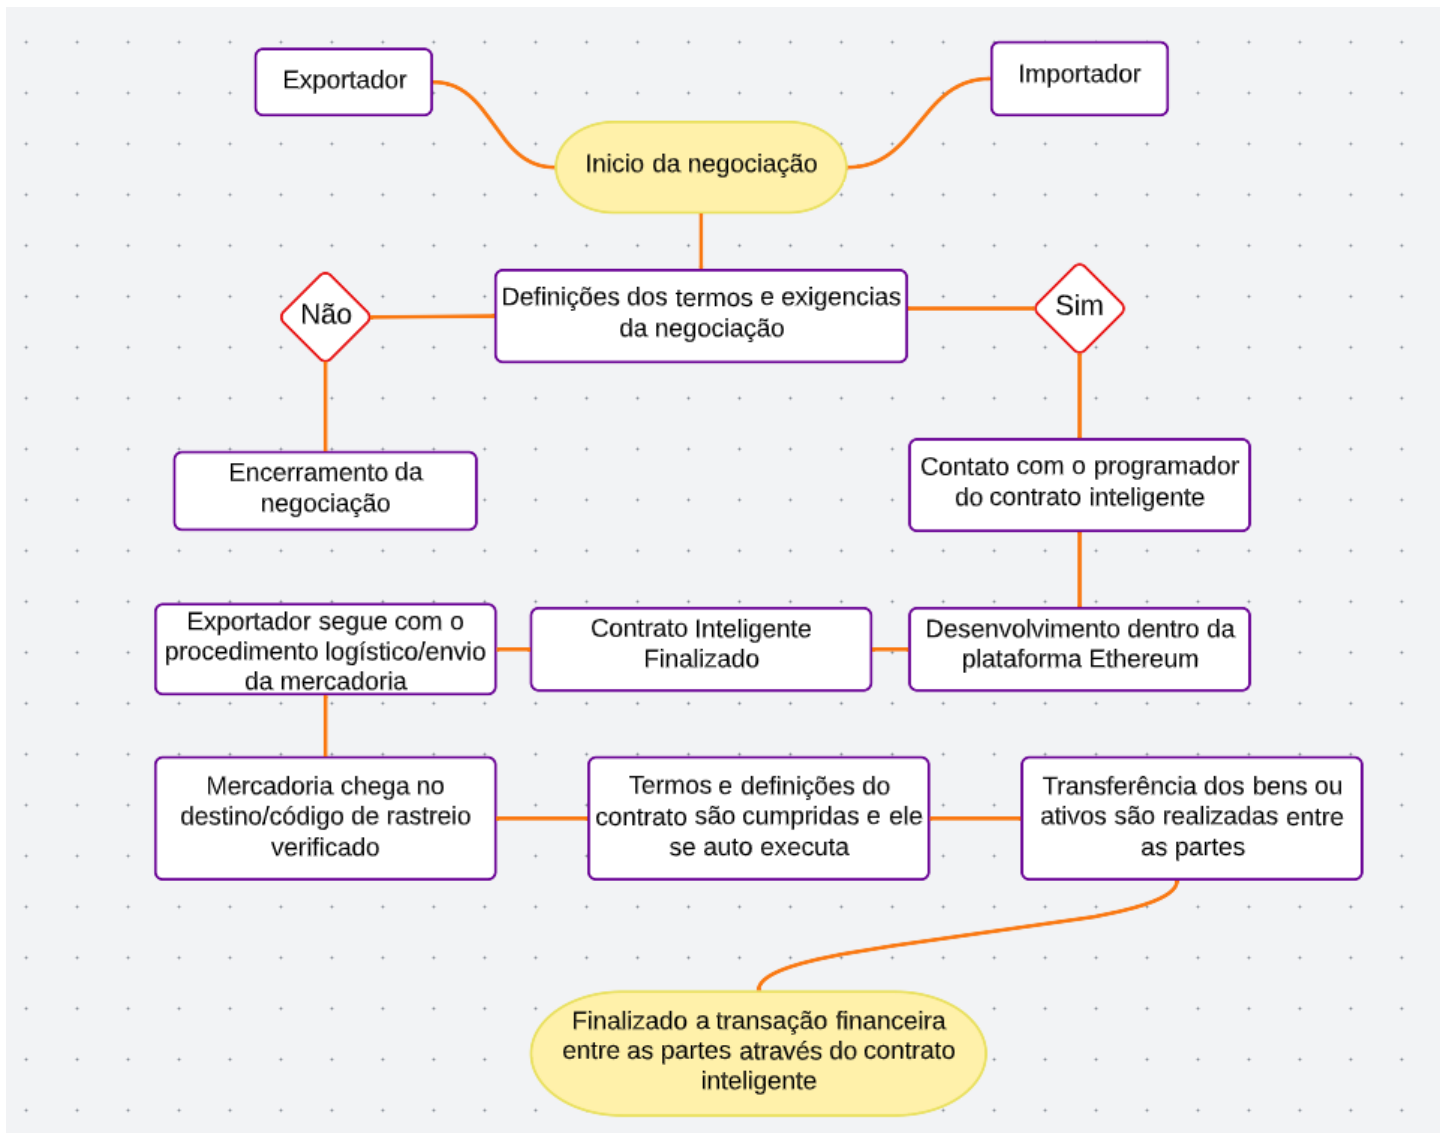 Exportador
Importador
Inicio da negociação
Não
Definições dos termos e exigencias
da negociação
Sim
Encerramento da
negociação
Contato com o programador
do contrato inteligente
Exportador segue com o
procedimento logístico/envio
da mercadoria
Contrato Inteligente
Finalizado
Desenvolvimento dentro da
plataforma Ethereum
Mercadoria chega no
destino/código de rastreio
verificado
Termos e definições do
contrato são cumpridas e ele
se auto executa
Transferência dos bens ou
ativos são realizadas entre
as partes
Finalizado a transação financeira
entre as partes através do contrato
inteligente